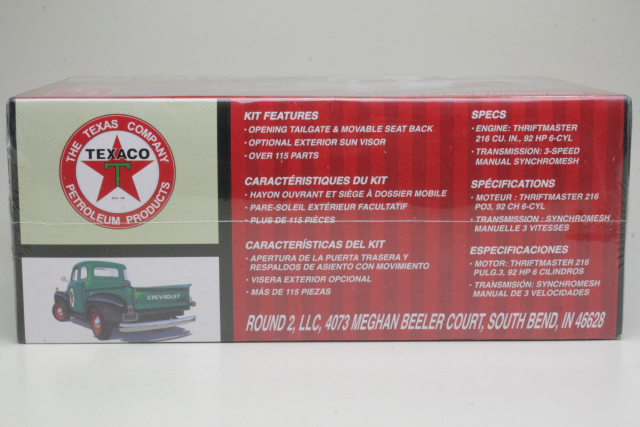 THE TEXAS COMPANY
TEXACO
T
PETROLEUM PRODUCTS
CHEVROLET
KIT FEATURES
• OPENING TAILGATE & MOVABLE SEAT BACK
• OPTIONAL EXTERIOR SUN VISOR
• OVER 115 PARTS
CARACTÉRISTIQUES DU KIT
• HAYON OUVRANT ET SIÈGE À DOSSIER MOBILE
• PARE-SOLEIL EXTÉRIEUR FACULTATIF
• PLUS DE 115 PIÈCES
CARACTERÍSTICAS DEL KIT
• APERTURA DE LA PUERTA TRASERA Y
RESPALDOS DE ASIENTO CON MOVIMIENTO
• VISERA EXTERIOR OPCIONAL
• MÁS DE 115 PIEZAS
SPECS
• ENGINE: THRIFTMASTER
216 CU. IN., 92 HP 6-CYL
• TRANSMISSION: 3-SPEED
MANUAL SYNCHROMESH
SPÉCIFICATIONS
• MOTEUR : THRIFTMASTER 216
PO3, 92 CH 6-CYL
• TRANSMISSION : SYNCHROMESH
MANUELLE 3 VITESSES
ESPECIFICACIONES
• MOTOR: THRIFTMASTER 216
PULG.3, 92 HP 6 CILINDROS
• TRANSMISIÓN: SYNCHROMESH
MANUAL DE 3 VELOCIDADES
ROUND 2, LLC, 4073 MEGHAN BEELER COURT, SOUTH BEND, IN 46628